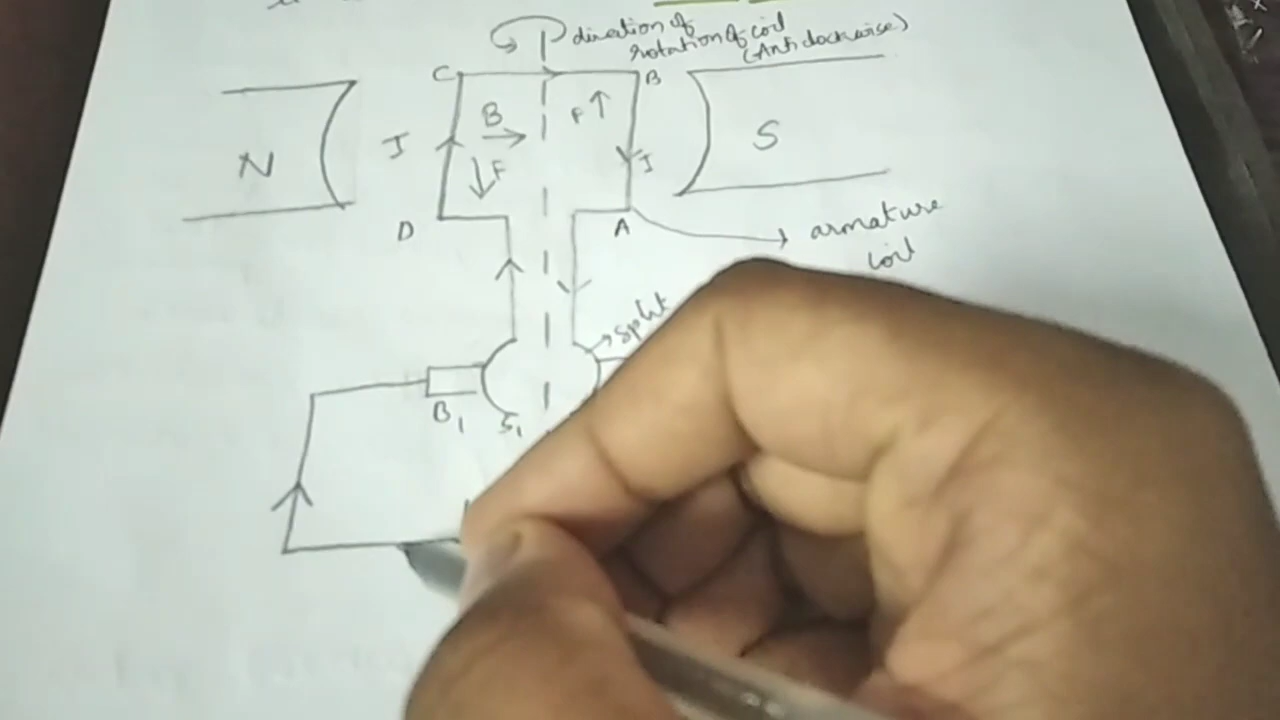 direction of
rotation of coil
(Anticlockwise)
C
B
B
F
N
I
F
I
S
D
A
armature
coil
split
B1
S1